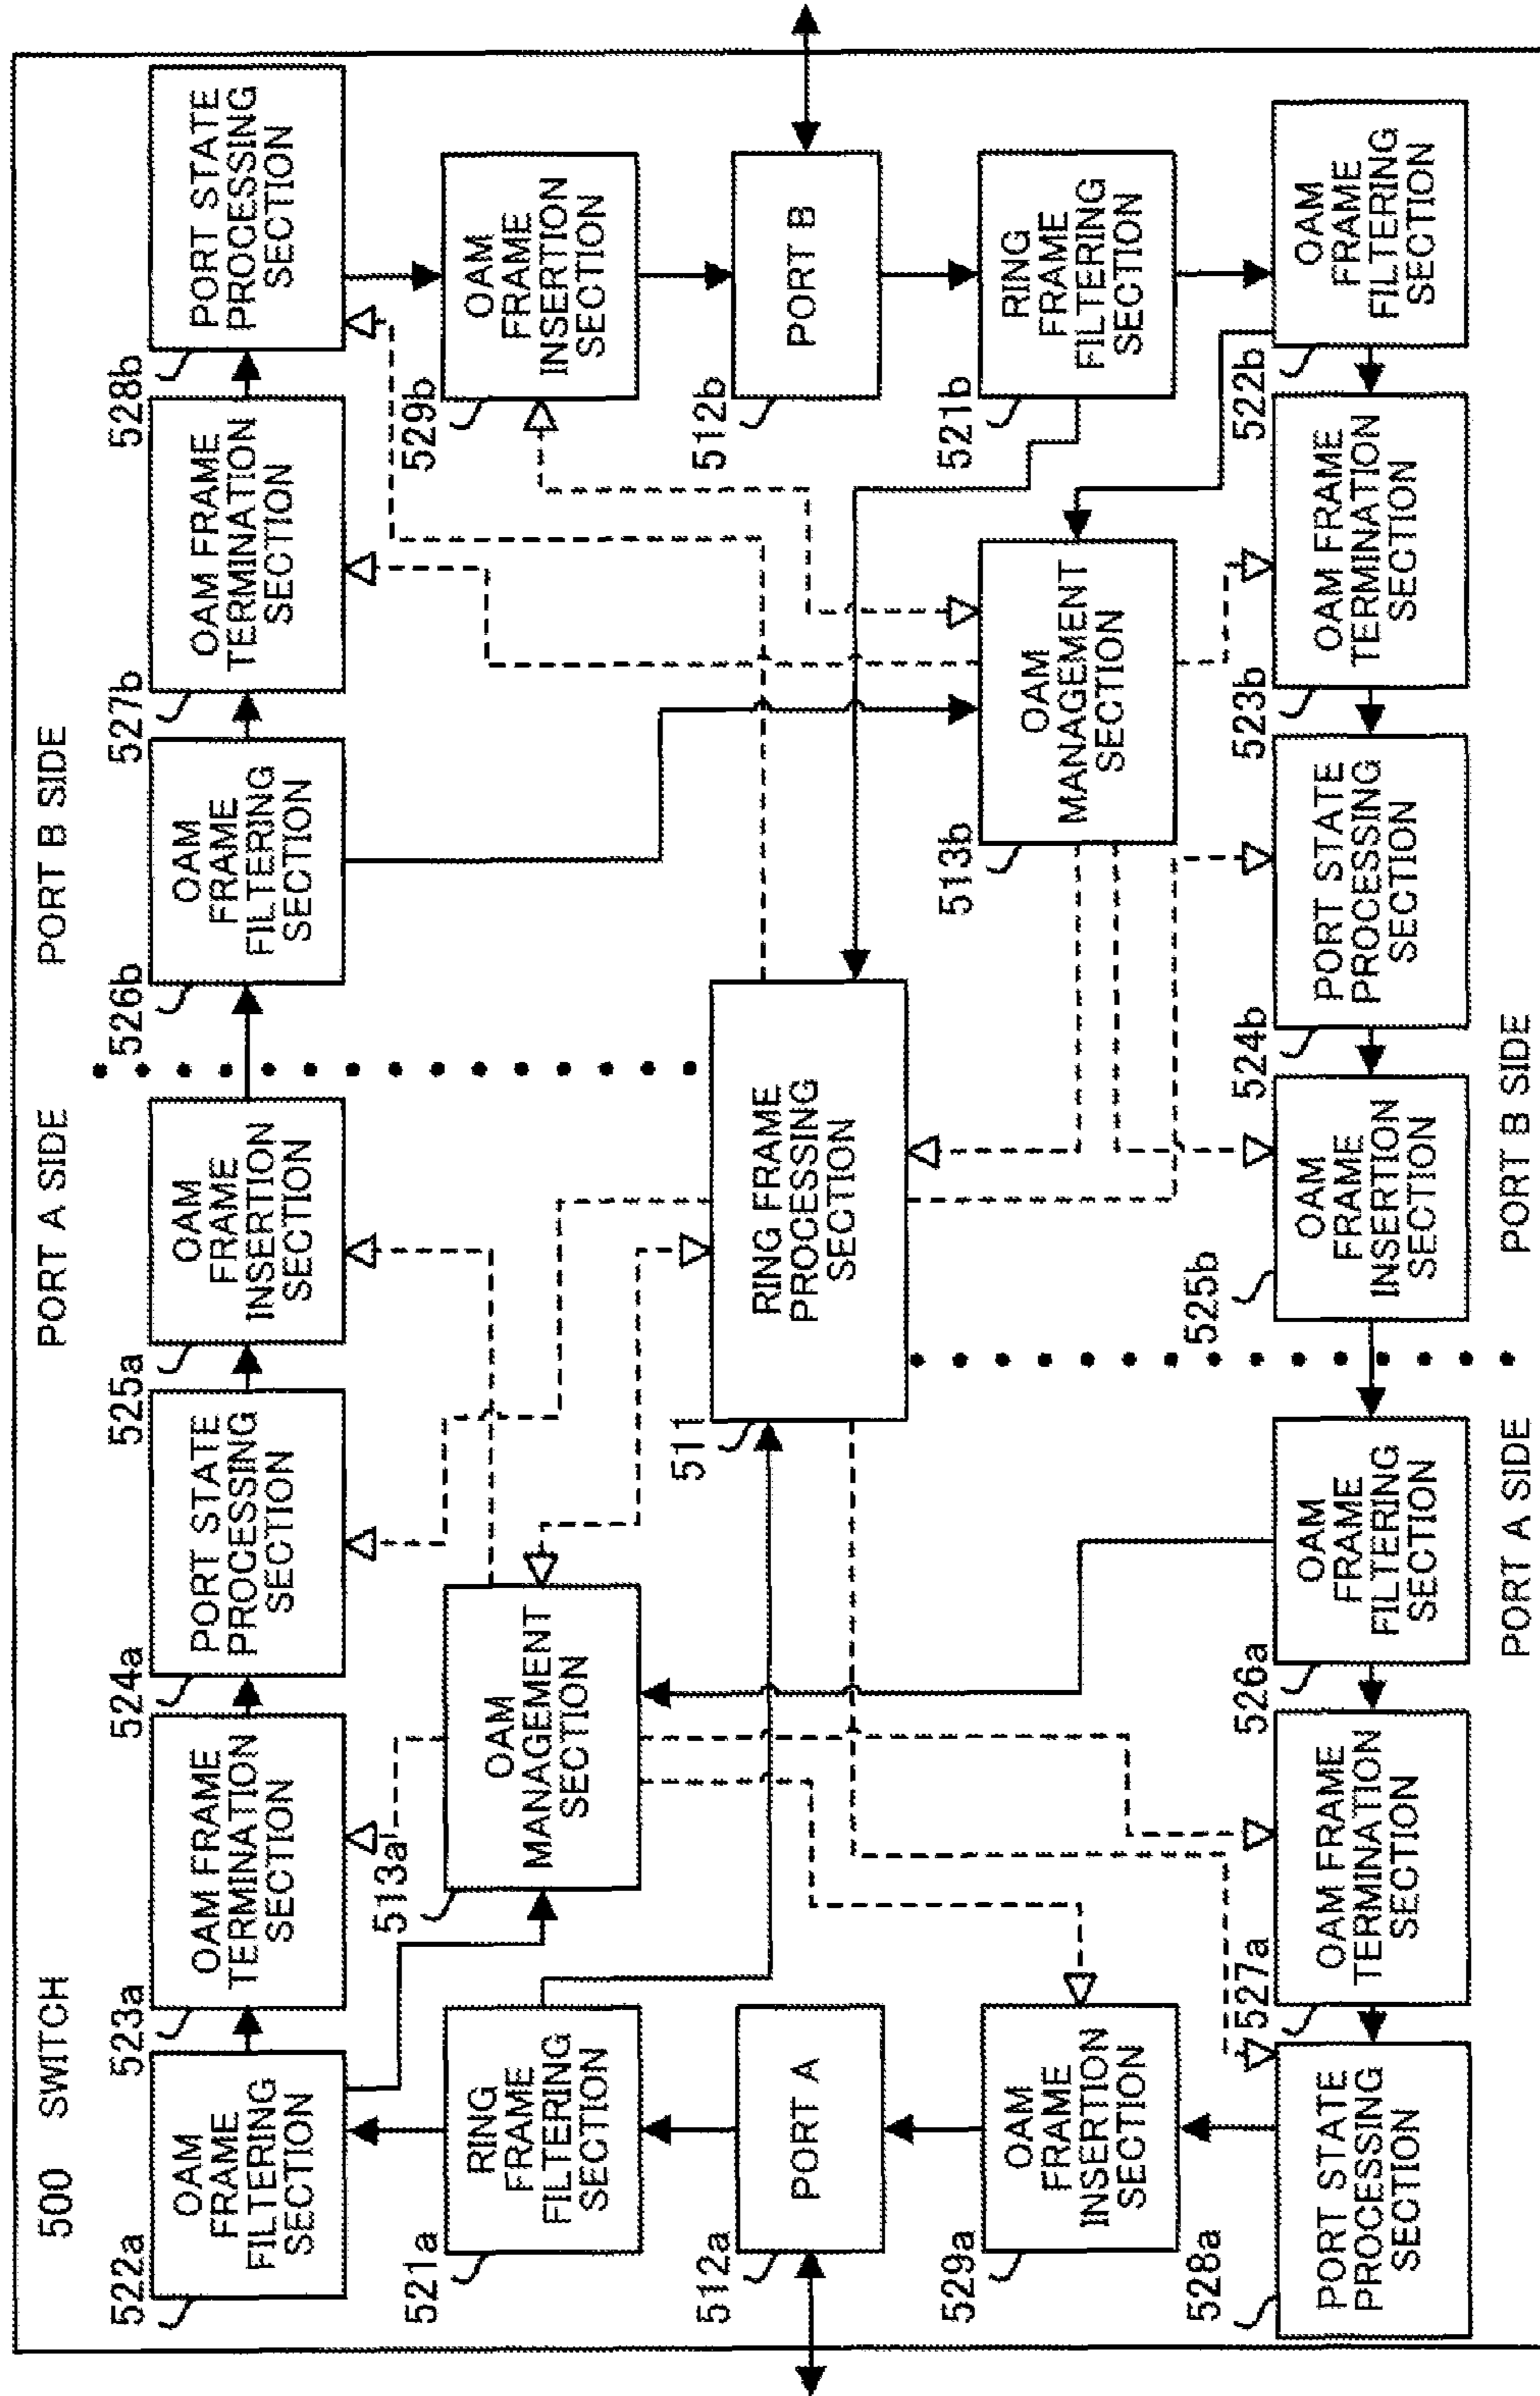 500 SWITCH
PORT A SIDE
PORT B SIDE
522a
OAM
FRAME
FILTERING
SECTION
523a
OAM FRAME
TERMINATION
SECTION
524a
PORT STATE
PROCESSING
SECTION
525a
OAM
FRAME
INSERTION
SECTION
526b
OAM
FRAME
FILTERING
SECTION
527b
OAM FRAME
TERMINATION
SECTION
528b
PORT STATE
PROCESSING
SECTION
521a
RING
FRAME
FILTERING
SECTION
513a
OAM
MANAGEMENT
SECTION
529b
OAM
FRAME
INSERTION
SECTION
512a
PORT A
511
RING FRAME
PROCESSING
SECTION
512b
PORT B
529a
OAM
FRAME
INSERTION
SECTION
513b
OAM
MANAGEMENT
SECTION
521b
RING
FRAME
FILTERING
SECTION
528a
PORT STATE
PROCESSING
SECTION
527a
OAM FRAME
TERMINATION
SECTION
526a
OAM
FRAME
FILTERING
SECTION
525b
OAM
FRAME
INSERTION
SECTION
524b
PORT STATE
PROCESSING
SECTION
523b
OAM FRAME
TERMINATION
SECTION
522b
OAM
FRAME
FILTERING
SECTION
PORT A SIDE
PORT B SIDE